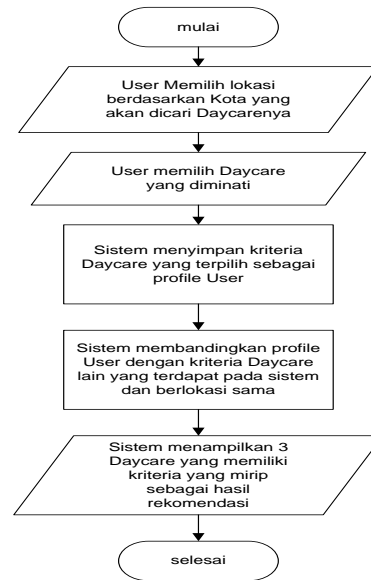 mulai
User Memilih lokasi
berdasarkan Kota yang
akan dicari Daycarenya
User memilih Daycare
yang diminati
Sistem menyimpan kriteria
Daycare yang terpilih sebagai
profile User
Sistem membandingkan profile
User dengan kriteria Daycare
lain yang terdapat pada sistem
dan berlokasi sama
Sistem menampilkan 3
Daycare yang memiliki
kriteria yang mirip
sebagai hasil
rekomendasi
selesai